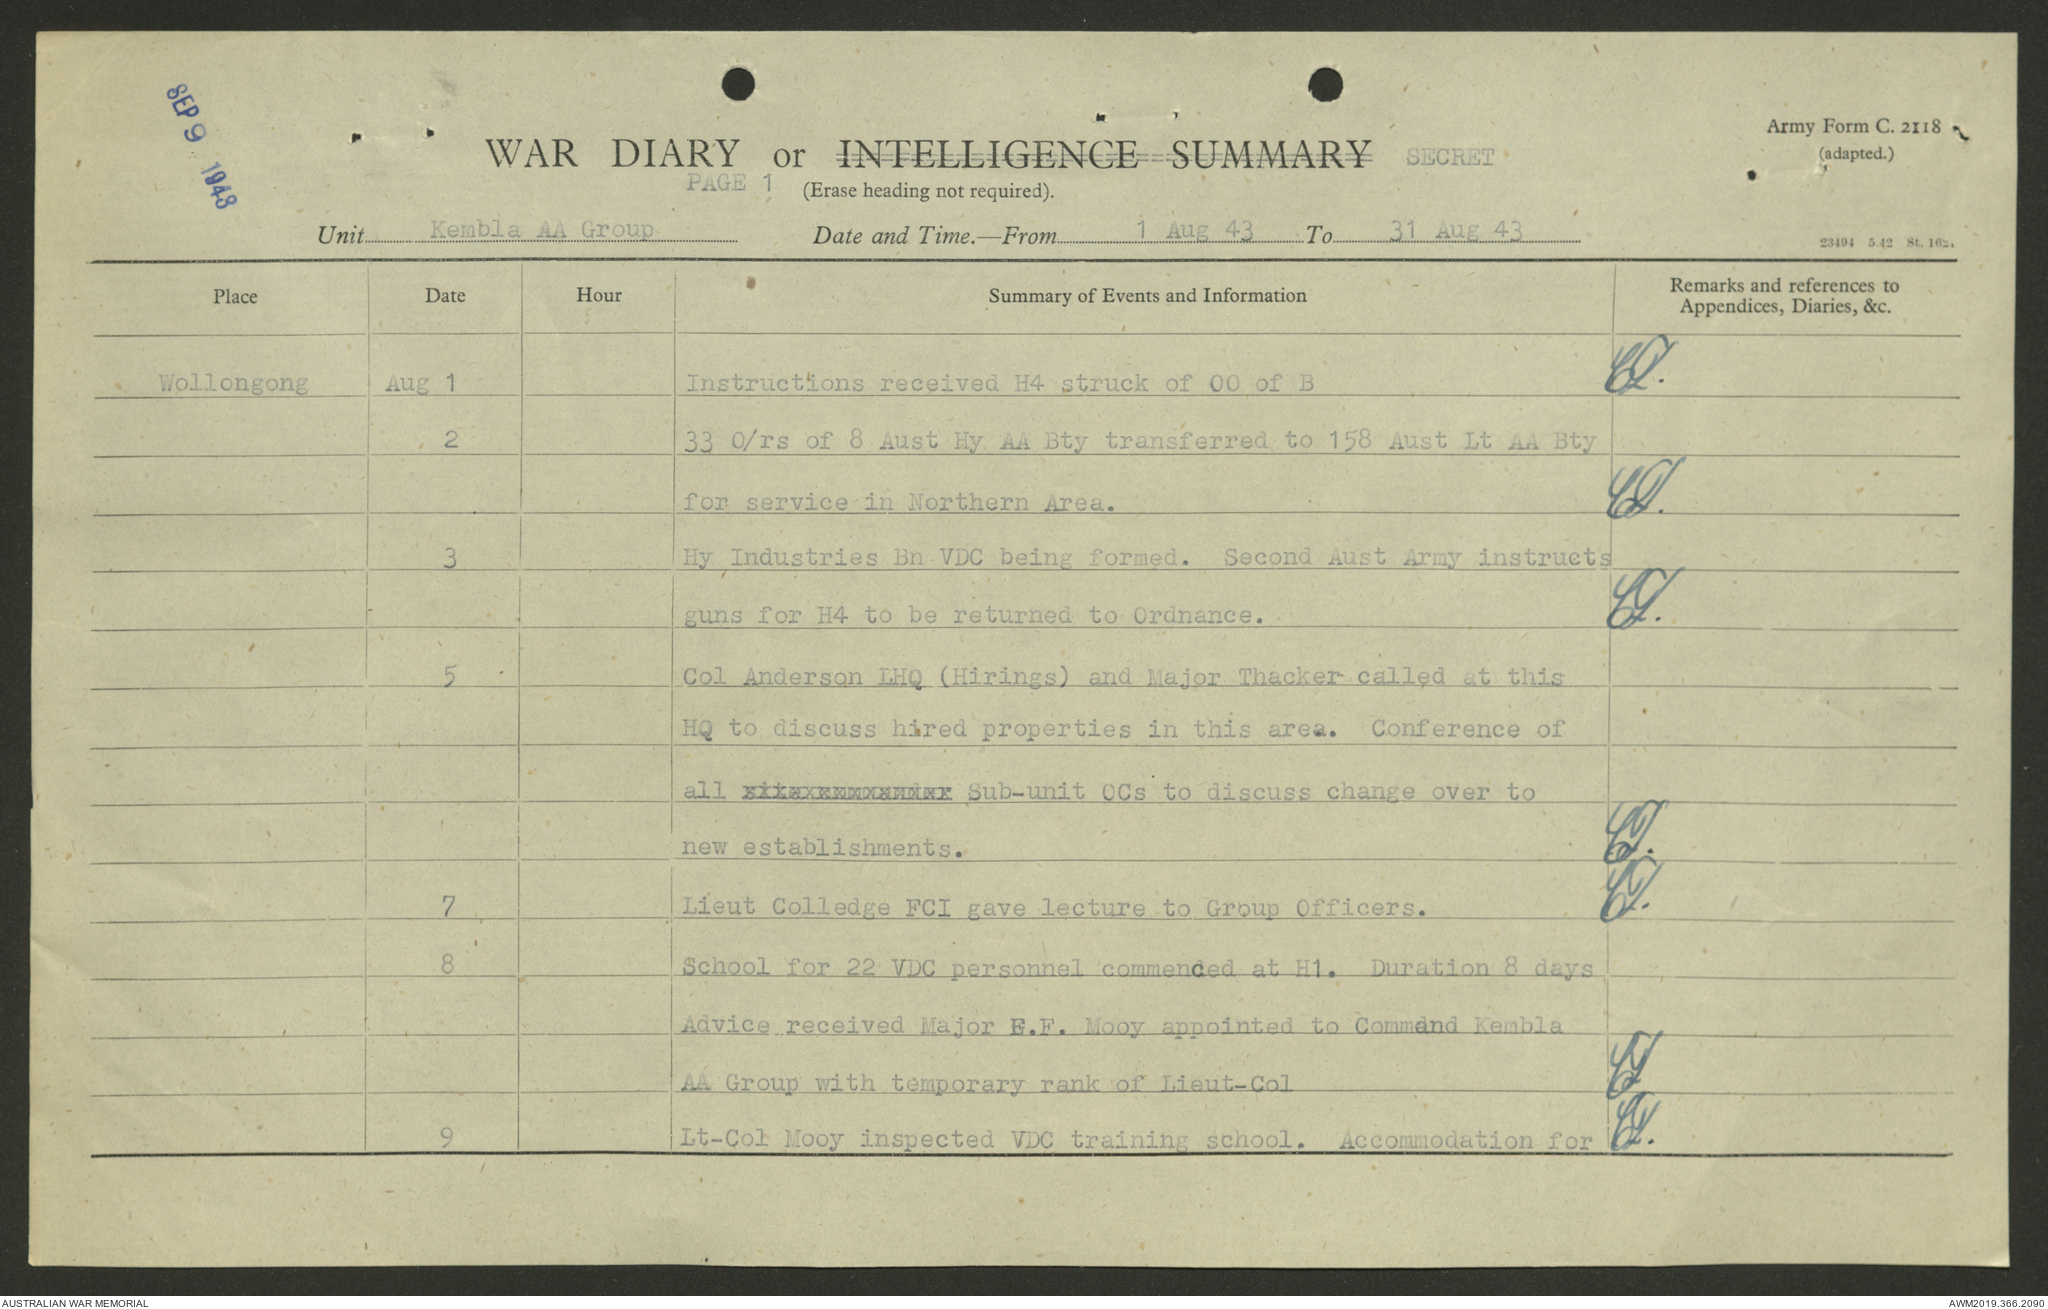 SEP 9 1943
Army Form C. 2118
(adapted.)
WAR DIARY or INTELLIGENCE SUMMARY SECRET
PAGE 1 (Erase heading not required).
Unit Kembla AA Group Date and Time.—From 1 Aug 43 To 31 Aug 43
23494 5.42 St. 1621.
Place Date Hour Summary of Events and Information Remarks and references to Appendices, Diaries, &c.
Wollongong Aug 1 Instructions received H4 struck of OO of B
2 33 O/rs of 8 Aust Hy AA Bty transferred to 158 Aust Lt AA Bty
for service in Northern Area.
3 Hy Industries Bn VDC being formed. Second Aust Army instructs
guns for H4 to be returned to Ordnance.
5 Col Anderson LHQ (Hirings) and Major Thacker called at this
HQ to discuss hired properties in this area. Conference of
all Sub-unit OCs to discuss change over to
new establishments.
7 Lieut Colledge FCI gave lecture to Group Officers.
8 School for 22 VDC personnel commenced at H1. Duration 8 days
Advice received Major E.F. Mooy appointed to Command Kembla
AA Group with temporary rank of Lieut-Col
9 Lt-Col Mooy inspected VDC training school. Accommodation for
AUSTRALIAN WAR MEMORIAL
AWM2019.366.2090